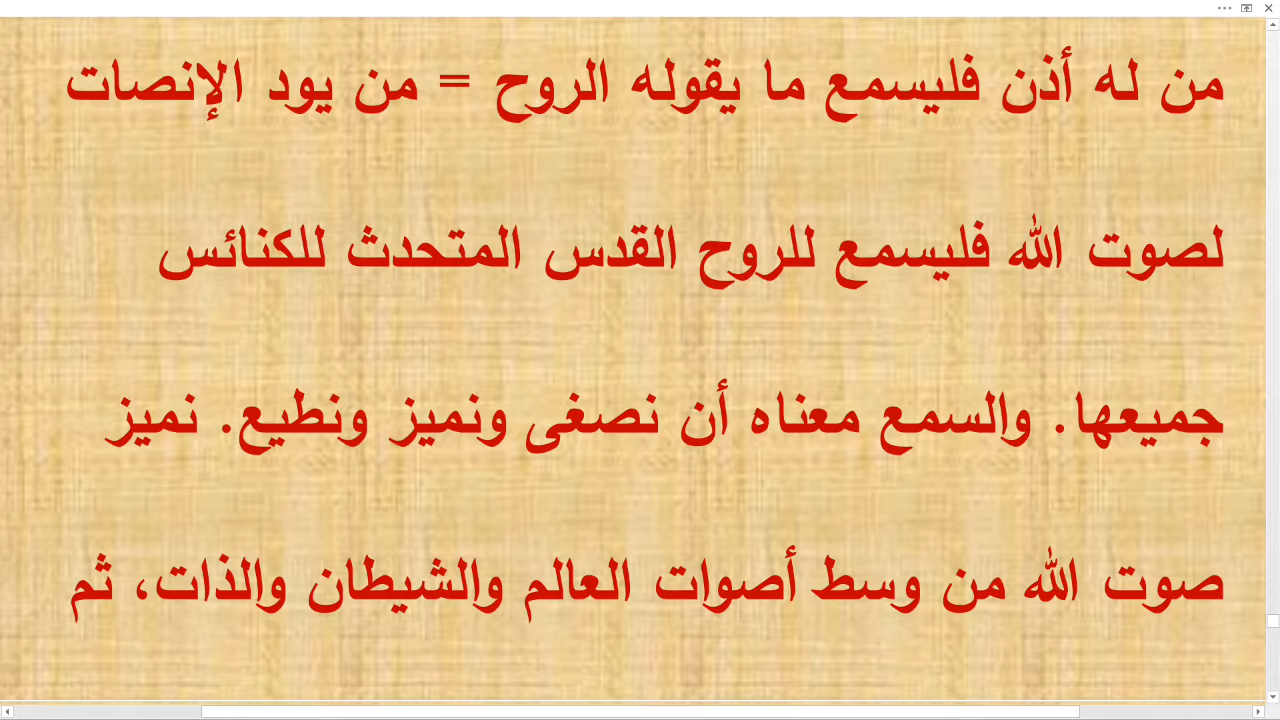 من له أذن فليسمع ما يقوله الروح = من يود الإنصات
لصوت الله فليسمع للروح القدس المتحدث للكنائس
جميعها. والسمع معناه أن نصغى ونميز ونطيع. نميز
صوت الله من وسط أصوات العالم والشيطان والذات، ثم